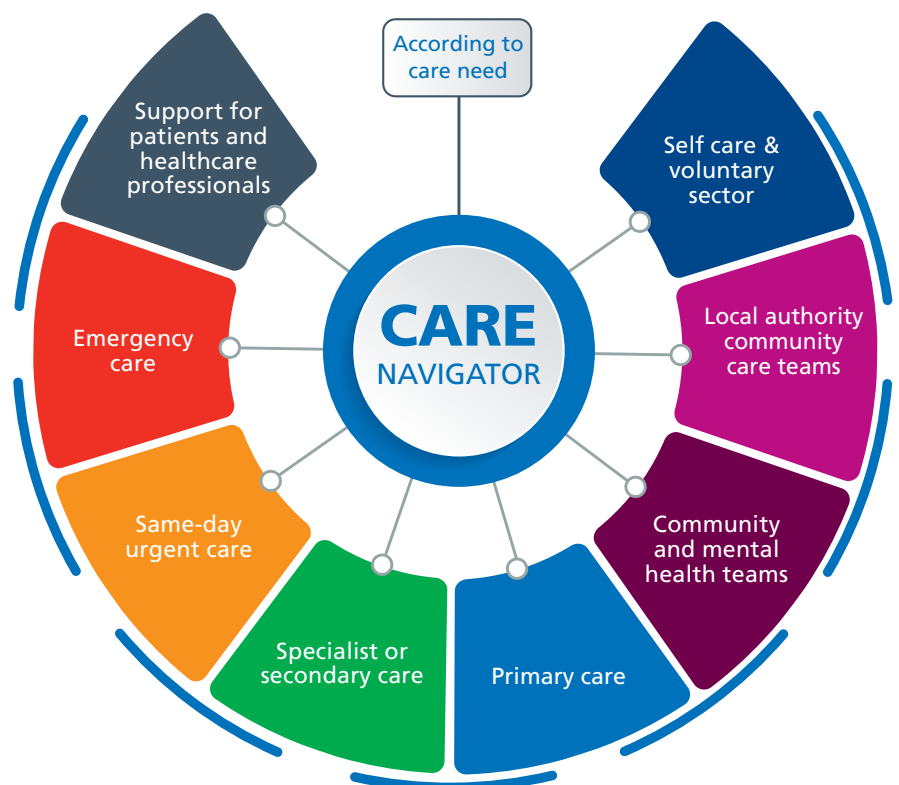 According to
care need
Support for
patients and
healthcare
professionals
Self care &
voluntary
sector
CARE
NAVIGATOR
Emergency
care
Local authority
community
care teams
Same-day
urgent care
Community
and mental
health teams
Specialist or
secondary care
Primary care